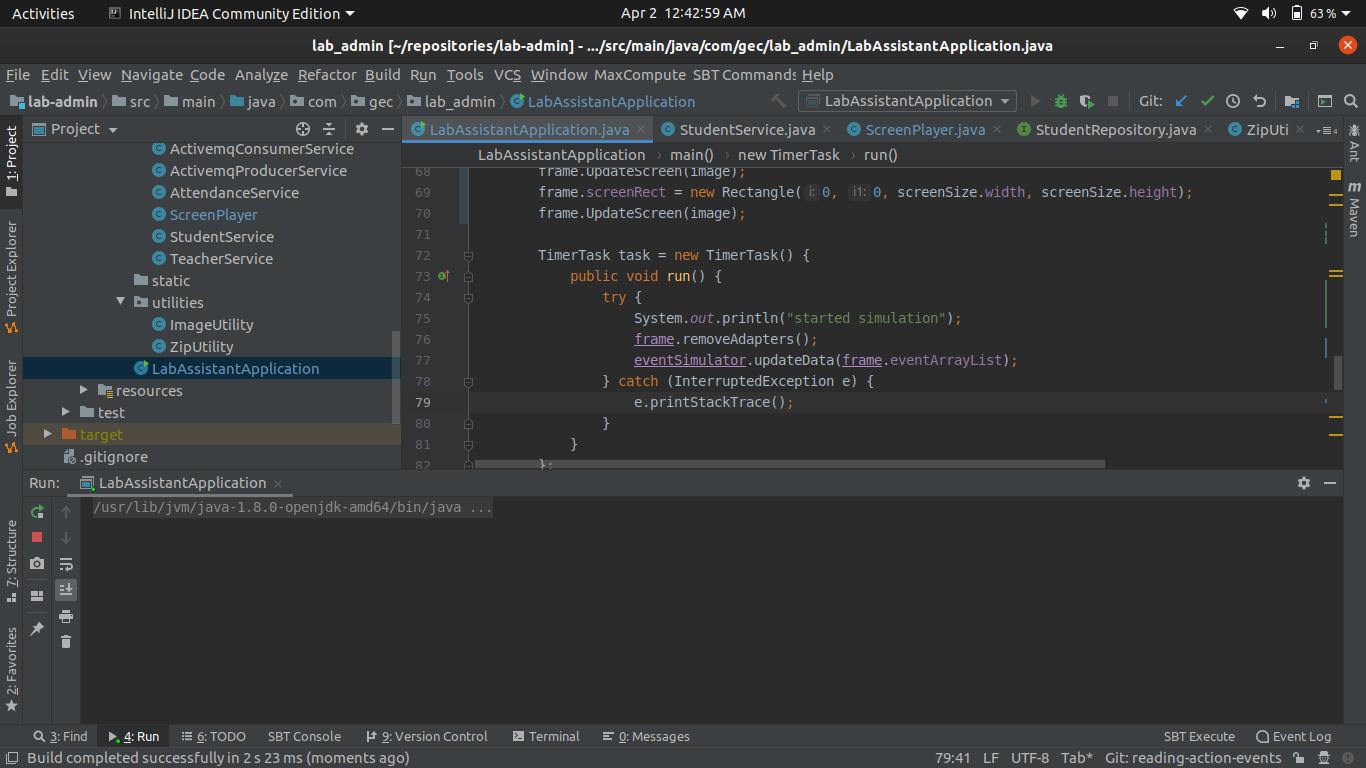 Activities IntelliJ IDEA Community Edition Apr 2 12:42:59 AM 63 %
lab_admin [~/repositories/lab-admin] - .../src/main/java/com/gec/lab_admin/LabAssistantApplication.java
File Edit View Navigate Code Analyze Refactor Build Run Tools VCS Window MaxCompute SBT Commands Help
lab-admin src main java com gec lab_admin LabAssistantApplication LabAssistantApplication Git:
1: Project
Project Explorer
Job Explorer
7: Structure
2: Favorites
Project
ActivemqConsumerService
ActivemqProducerService
AttendanceService
ScreenPlayer
StudentService
TeacherService
static
utilities
ImageUtility
ZipUtility
LabAssistantApplication
resources
test
target
.gitignore
LabAssistantApplication.java StudentService.java ScreenPlayer.java StudentRepository.java ZipUti 4
LabAssistantApplication › main() › new TimerTask › run()
68 frame.UpdateScreen(image);
69 frame.screenRect = new Rectangle( i: 0, i1: 0, screenSize.width, screenSize.height);
70 frame.UpdateScreen(image);
71
72 TimerTask task = new TimerTask() {
73 public void run() {
74 try {
75 System.out.println("started simulation");
76 frame.removeAdapters();
77 eventSimulator.updateData(frame.eventArrayList);
78 } catch (InterruptedException e) {
79 e.printStackTrace();
80 }
81 }
82 };
Ant
Maven
Run: LabAssistantApplication
/usr/lib/jvm/java-1.8.0-openjdk-amd64/bin/java ...
3: Find 4: Run 6: TODO SBT Console 9: Version Control Terminal 0: Messages SBT Execute Event Log
Build completed successfully in 2 s 23 ms (moments ago) 79:41 LF UTF-8 Tab* Git: reading-action-events